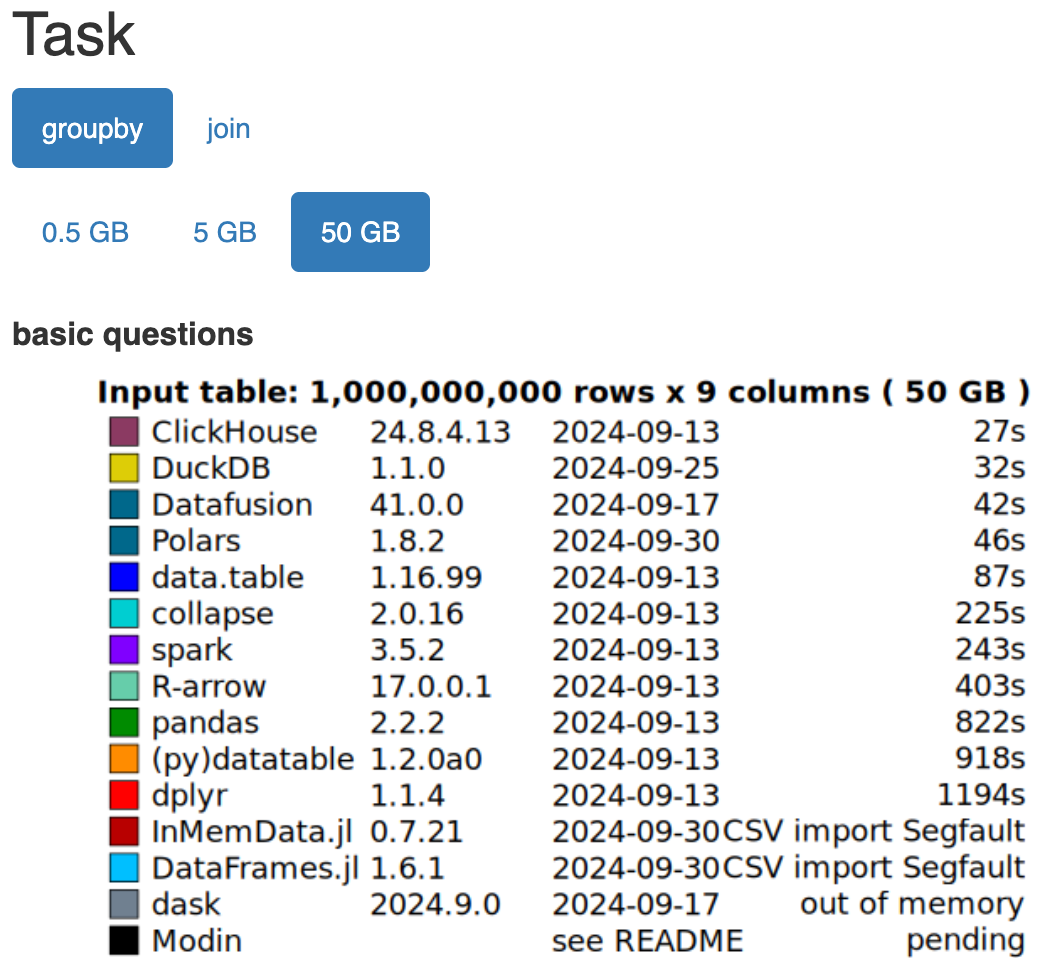 Task
groupby join
0.5 GB 5 GB 50 GB
basic questions
Input table: 1,000,000,000 rows x 9 columns ( 50 GB )
ClickHouse 24.8.4.13 2024-09-13 27s
DuckDB 1.1.0 2024-09-25 32s
Datafusion 41.0.0 2024-09-17 42s
Polars 1.8.2 2024-09-30 46s
data.table 1.16.99 2024-09-13 87s
collapse 2.0.16 2024-09-13 225s
spark 3.5.2 2024-09-13 243s
R-arrow 17.0.0.1 2024-09-13 403s
pandas 2.2.2 2024-09-13 822s
(py)datatable 1.2.0a0 2024-09-13 918s
dplyr 1.1.4 2024-09-13 1194s
InMemData.jl 0.7.21 2024-09-30 CSV import Segfault
DataFrames.jl 1.6.1 2024-09-30 CSV import Segfault
dask 2024.9.0 2024-09-17 out of memory
Modin see README pending